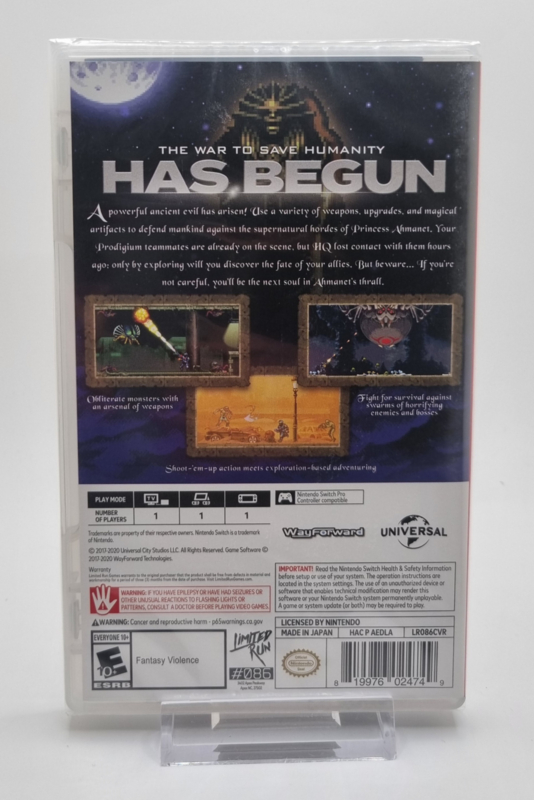 THE WAR TO SAVE HUMANITY
HAS BEGUN
A powerful ancient evil has arisen! Use a variety of weapons, upgrades, and magical
artifacts to defend mankind against the supernatural hordes of Princess Ahmanet. Your
Prodigium teammates are already on the scene, but HQ lost contact with them hours
ago; only by exploring will you discover the fate of your allies. But beware... If you're
not careful, you'll be the next soul in Ahmanet's thrall.
Obliterate monsters with
an arsenal of weapons
Fight for survival against
swarms of horrifying
enemies and bosses
Shoot-'em-up action meets exploration-based adventuring
PLAY MODE
TV
NUMBER
OF PLAYERS
1
1
1
Nintendo Switch Pro
Controller compatible
Trademarks are property of their respective owners. Nintendo Switch is a trademark
of Nintendo.
© 2017-2020 Universal City Studios LLC. All Rights Reserved. Game Software ©
2017-2020 WayForward Technologies.
WayForward
UNIVERSAL
Warranty
WARNING: IF YOU HAVE EPILEPSY OR HAVE HAD SEIZURES OR
OTHER UNUSUAL REACTIONS TO FLASHING LIGHTS OR
PATTERNS, CONSULT A DOCTOR BEFORE PLAYING VIDEO GAMES.
WARNING: Cancer and reproductive harm - p65warnings.ca.gov
IMPORTANT! Read the Nintendo Switch Health & Safety Information
before setup or use of your system. The operation instructions are
located in the system settings. The use of an unauthorized device or
software that enables technical modification may render this
software or your Nintendo Switch system permanently unplayable.
A game or system update (or both) may be required to play.
LICENSED BY NINTENDO
MADE IN JAPAN
HAC P AEDLA
LR086CVR
EVERYONE 10+
E
10+
ESRB
Fantasy Violence
LIMITED
RUN
#086
8 19976 02474 9